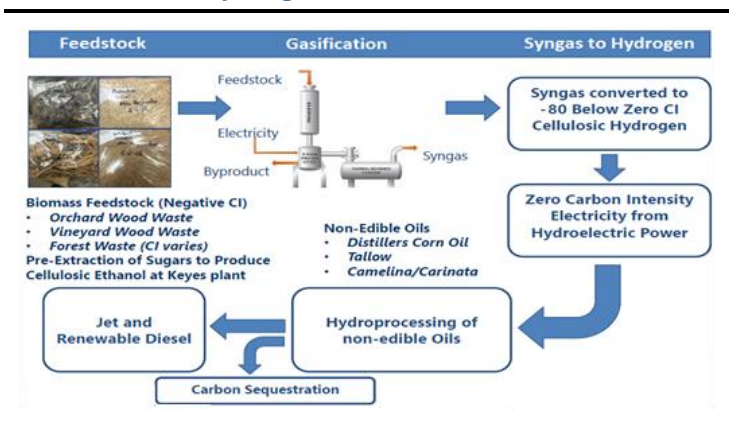 Feedstock
Gasification
Syngas to Hydrogen
Feedstock
Electricity
Byproduct
Syngas
Syngas converted to
-80 Below Zero CI
Cellulosic Hydrogen
Zero Carbon Intensity
Electricity from
Hydroelectric Power
Biomass Feedstock (Negative CI)
• Orchard Wood Waste
• Vineyard Wood Waste
• Forest Waste (CI varies)
Pre-Extraction of Sugars to Produce
Cellulosic Ethanol at Keyes plant
Non-Edible Oils
• Distillers Corn Oil
• Tallow
• Camelina/Carinata
Hydroprocessing of
non-edible Oils
Jet and
Renewable Diesel
Carbon Sequestration